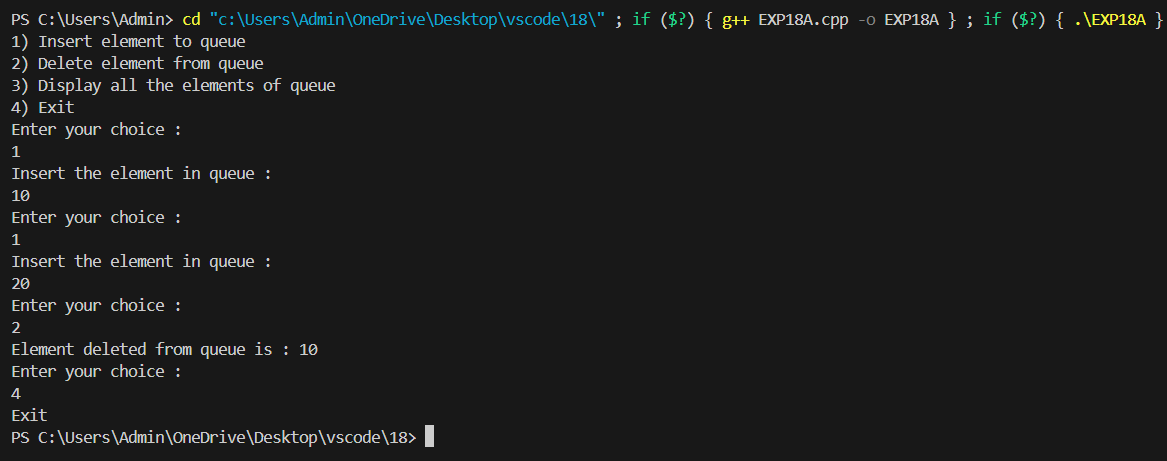 PS C:\Users\Admin> cd "c:\Users\Admin\OneDrive\Desktop\vscode\18\" ; if ($?) { g++ EXP18A.cpp -o EXP18A } ; if ($?) { .\EXP18A }
1) Insert element to queue
2) Delete element from queue
3) Display all the elements of queue
4) Exit
Enter your choice :
1
Insert the element in queue :
10
Enter your choice :
1
Insert the element in queue :
20
Enter your choice :
2
Element deleted from queue is : 10
Enter your choice :
4
Exit
PS C:\Users\Admin\OneDrive\Desktop\vscode\18>